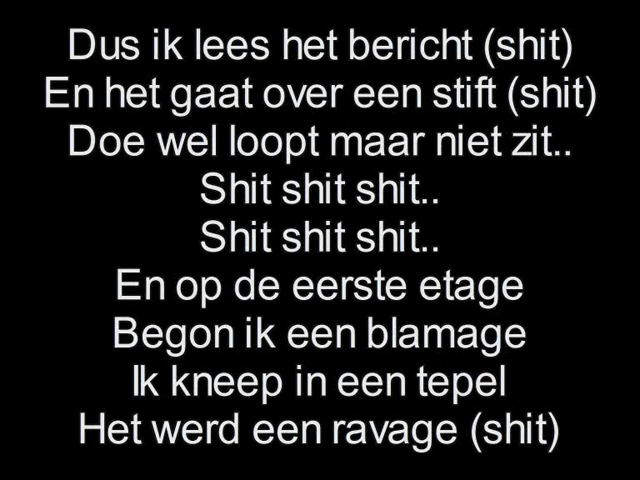 Dus ik lees het bericht (shit)
En het gaat over een stift (shit)
Doe wel loopt maar niet zit..
Shit shit shit..
Shit shit shit..
En op de eerste etage
Begon ik een blamage
Ik kneep in een tepel
Het werd een ravage (shit)